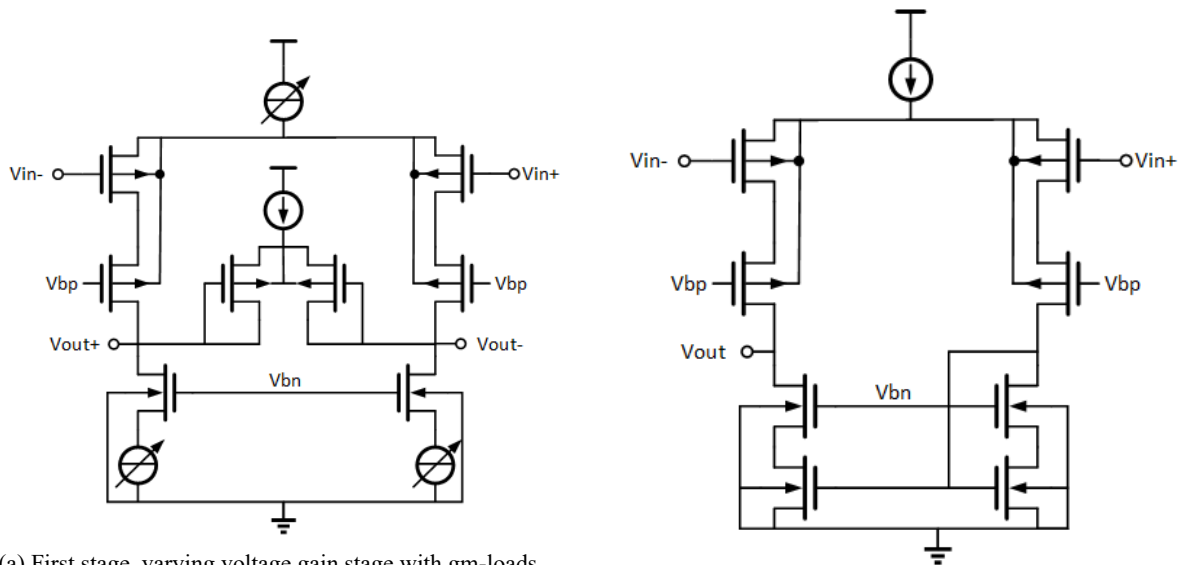 Vin-
Vin+
Vbp
Vbp
Vout+
Vout-
Vbn
Vin-
Vin+
Vbp
Vbp
Vout
Vbn
(a) First stage, varying voltage gain stage with gm-loads